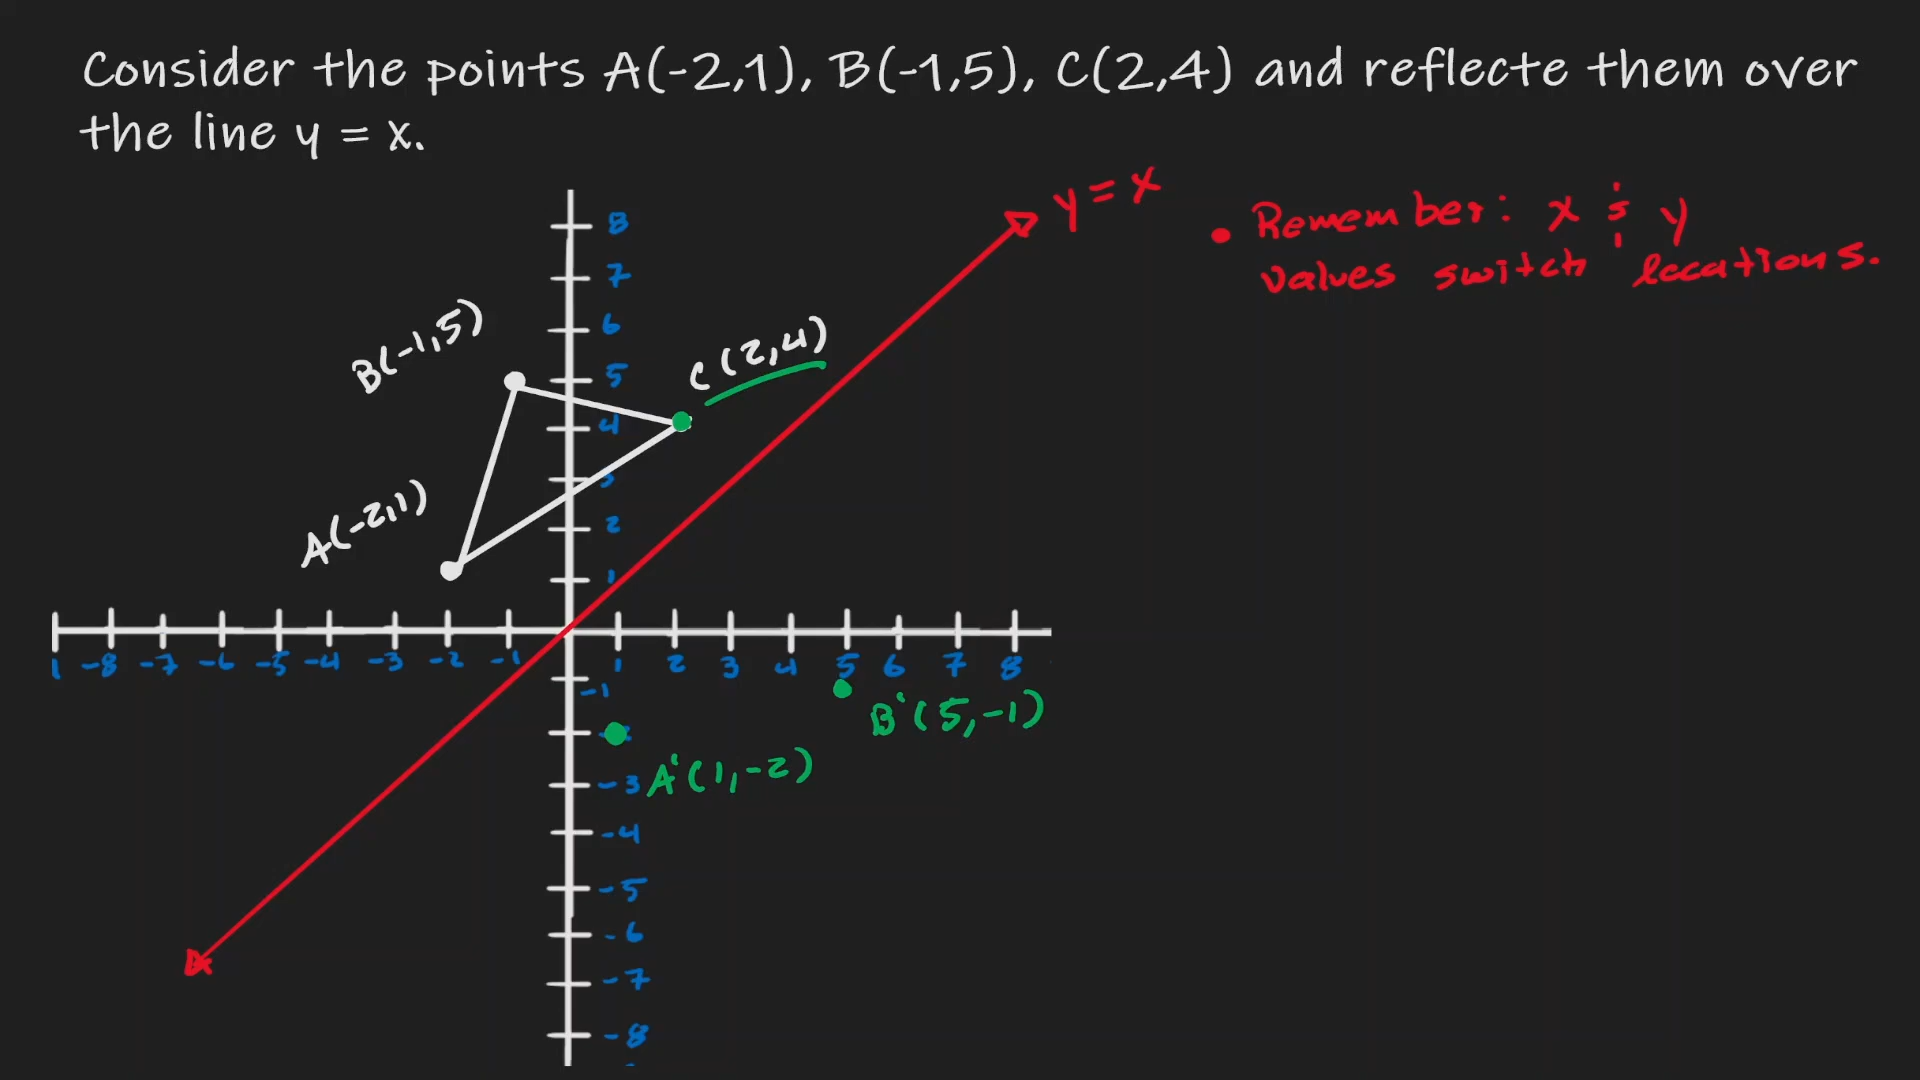 Consider the points A(-2,1), B(-1,5), C(2,4) and reflecte them over
the line y = x.
y = x
• Remember: x & y
values switch locations.
8
7
6
5
4
3
2
1
B(-1,5)
C(2,4)
A(-2,1)
-8 -7 -6 -5 -4 -3 -2 -1 1 2 3 4 5 6 7 8
-1
B'(5,-1)
A'(1,-2)
-3
-4
-5
-6
-7
-8